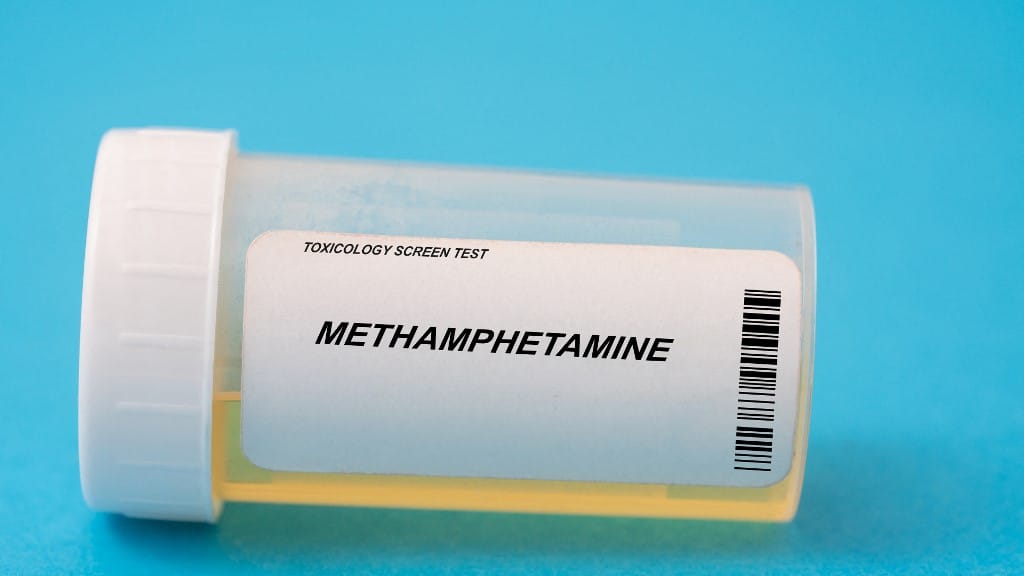 TOXICOLOGY SCREEN TEST
METHAMPHETAMINE